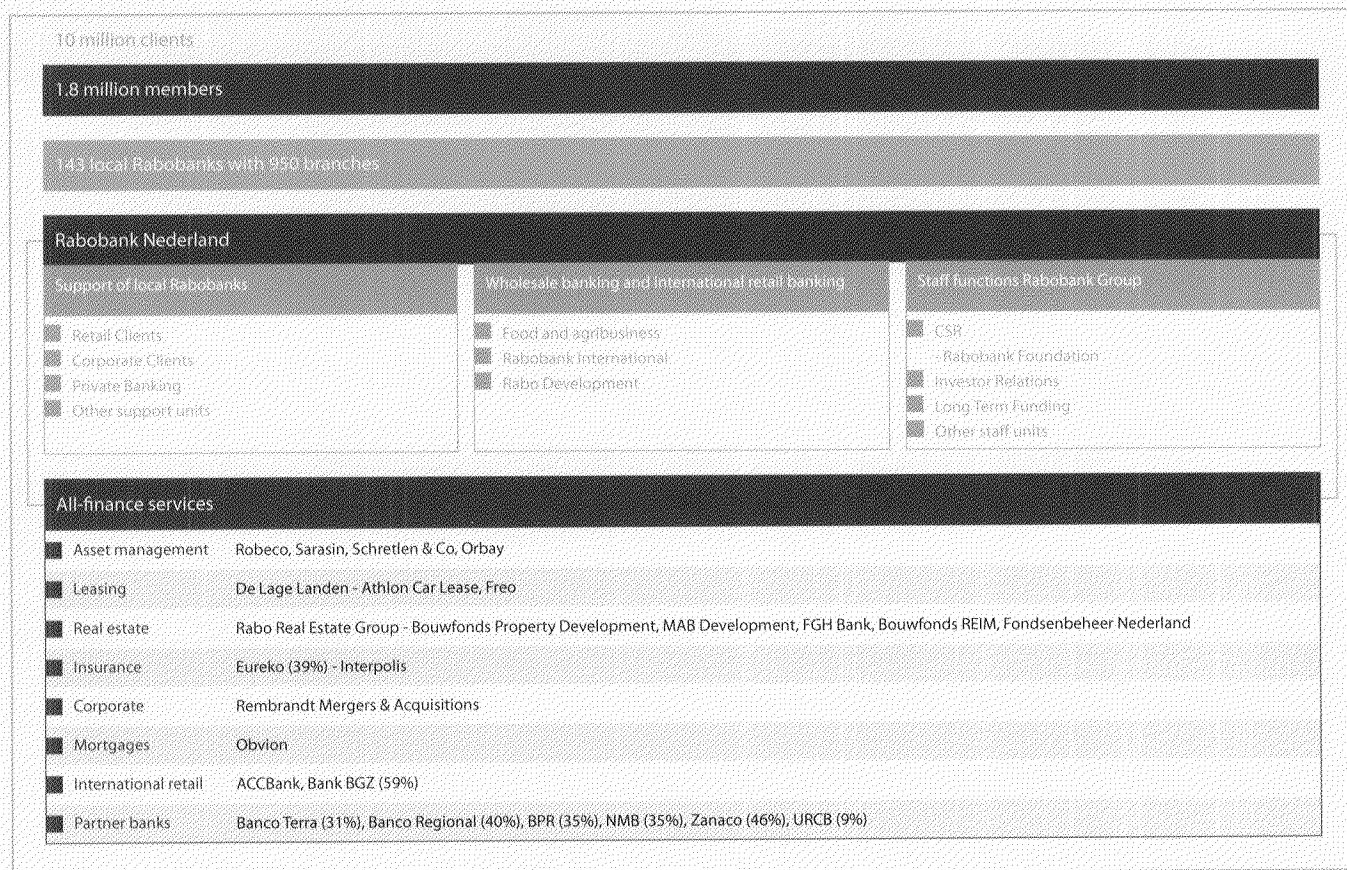 10 million clients
1.8 million members
143 local Rabobanks with 950 branches
Rabobank Nederland
Support of local Rabobanks
Retail Clients
Corporate Clients
Private Banking
Other support units
Wholesale banking and international retail banking
Food and agribusiness
Rabobank International
Rabo Development
Staff functions Rabobank Group
CSR
- Rabobank Foundation
Investor Relations
Long Term Funding
Other staff units
All-finance services
Asset management Robeco, Sarasin, Schretlen & Co, Orbay
Leasing De Lage Landen - Athlon Car Lease, Freo
Real estate Rabo Real Estate Group - Bouwfonds Property Development, MAB Development, FGH Bank, Bouwfonds REIM, Fondsenbeheer Nederland
Insurance Eureko (39%) - Interpolis
Corporate Rembrandt Mergers & Acquisitions
Mortgages Obvion
International retail ACCBank, Bank BGZ (59%)
Partner banks Banco Terra (31%), Banco Regional (40%), BPR (35%), NMB (35%), Zanaco (46%), URCB (9%)